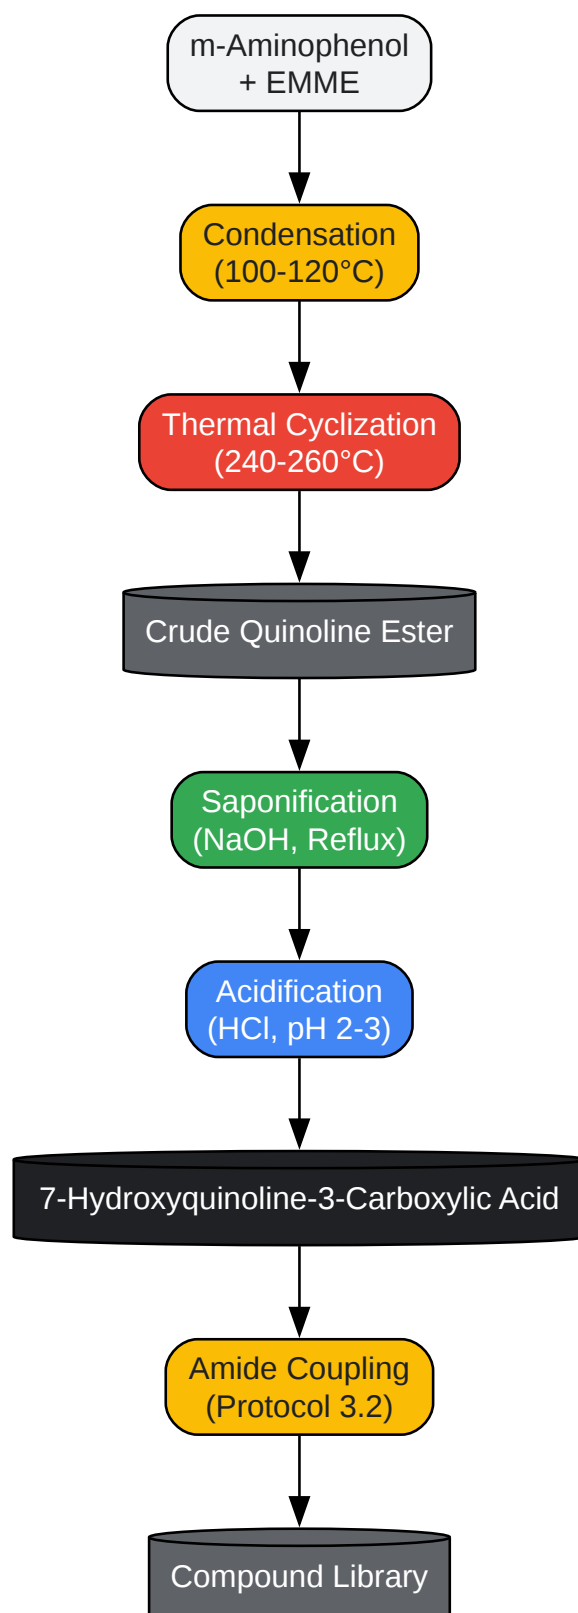 m-Aminophenol
+ EMME
Condensation
(100-120°C)
Thermal Cyclization
(240-260°C)
Crude Quinoline Ester
Saponification
(NaOH, Reflux)
Acidification
(HCl, pH 2-3)
7-Hydroxyquinoline-3-Carboxylic Acid
Amide Coupling
(Protocol 3.2)
Compound Library